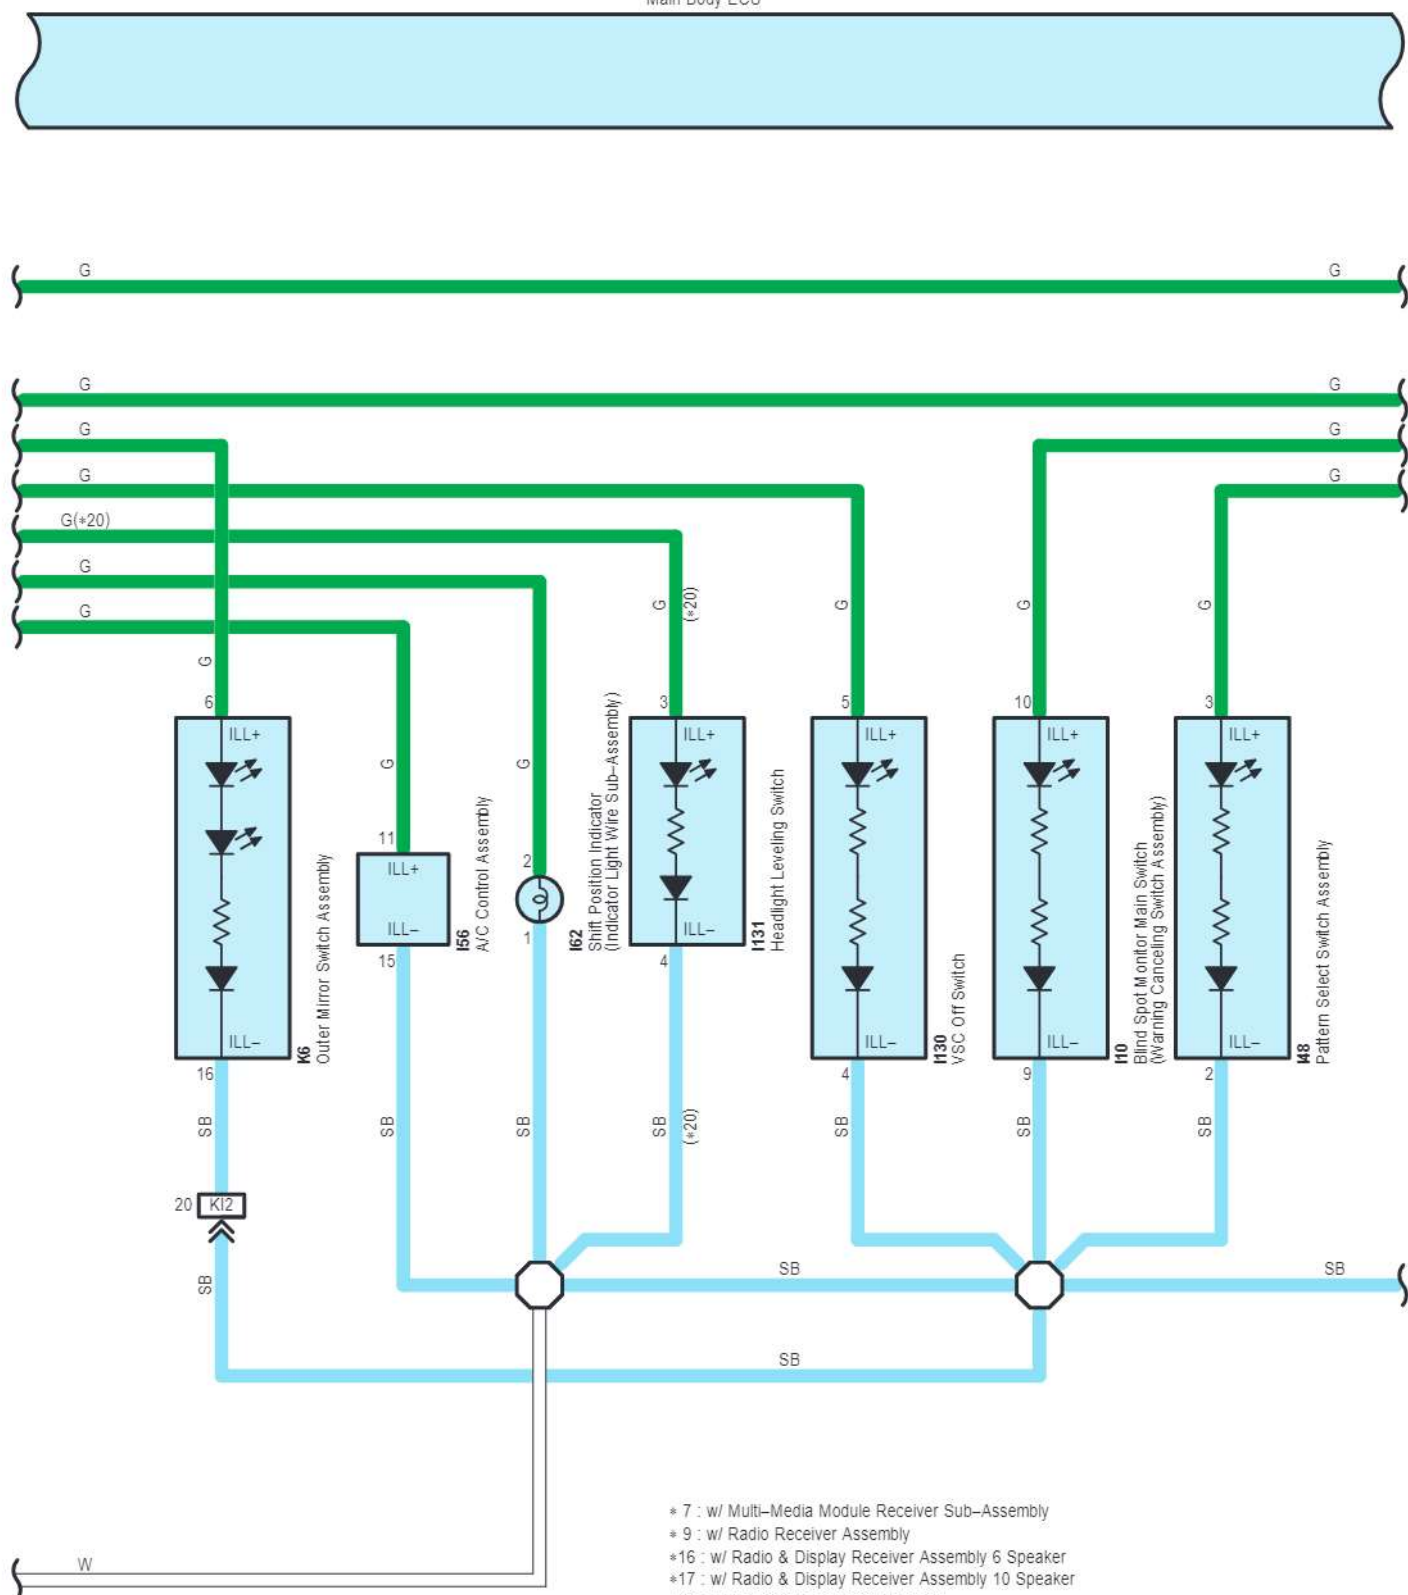 Main Body ECU
G G
G G
G G
G G
G(*20)
G
G
G
G
G
G
(*20)
G
G
G
6
ILL+
ILL–
16
K6
Outer Mirror Switch Assembly
11
ILL+
ILL–
15
I56
A/C Control Assembly
2
1
I62
Shift Position Indicator
(Indicator Light Wire Sub–Assembly)
3
ILL+
ILL–
4
I131
Headlight Leveling Switch
5
ILL+
ILL–
4
I130
VSC Off Switch
10
ILL+
ILL–
9
I10
Blind Spot Monitor Main Switch
(Warning Canceling Switch Assembly)
3
ILL+
ILL–
2
I48
Pattern Select Switch Assembly
SB
SB
SB
SB
(*20)
SB
SB
SB
20 KI2
SB
SB SB
SB
W
* 7 : w/ Multi–Media Module Receiver Sub–Assembly
* 9 : w/ Radio Receiver Assembly
*16 : w/ Radio & Display Receiver Assembly 6 Speaker
*17 : w/ Radio & Display Receiver Assembly 10 Speaker